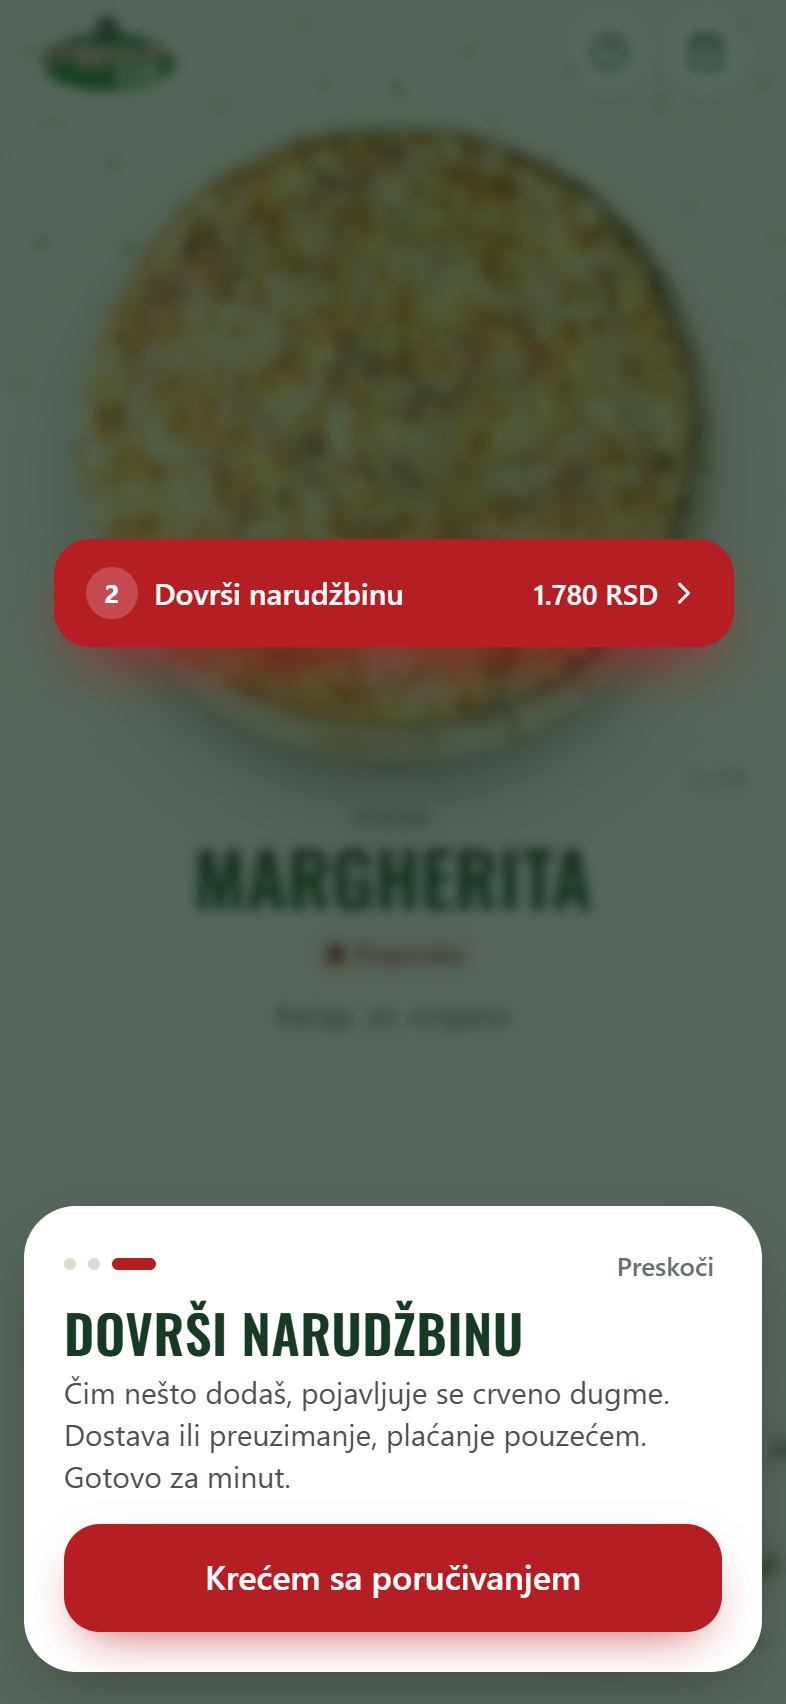 2 Dovrši narudžbinu 1.780 RSD
MARGHERITA
Preskoči
DOVRŠI NARUDŽBINU
Čim nešto dodaš, pojavljuje se crveno dugme.
Dostava ili preuzimanje, plaćanje pouzećem.
Gotovo za minut.
Krećem sa poručivanjem